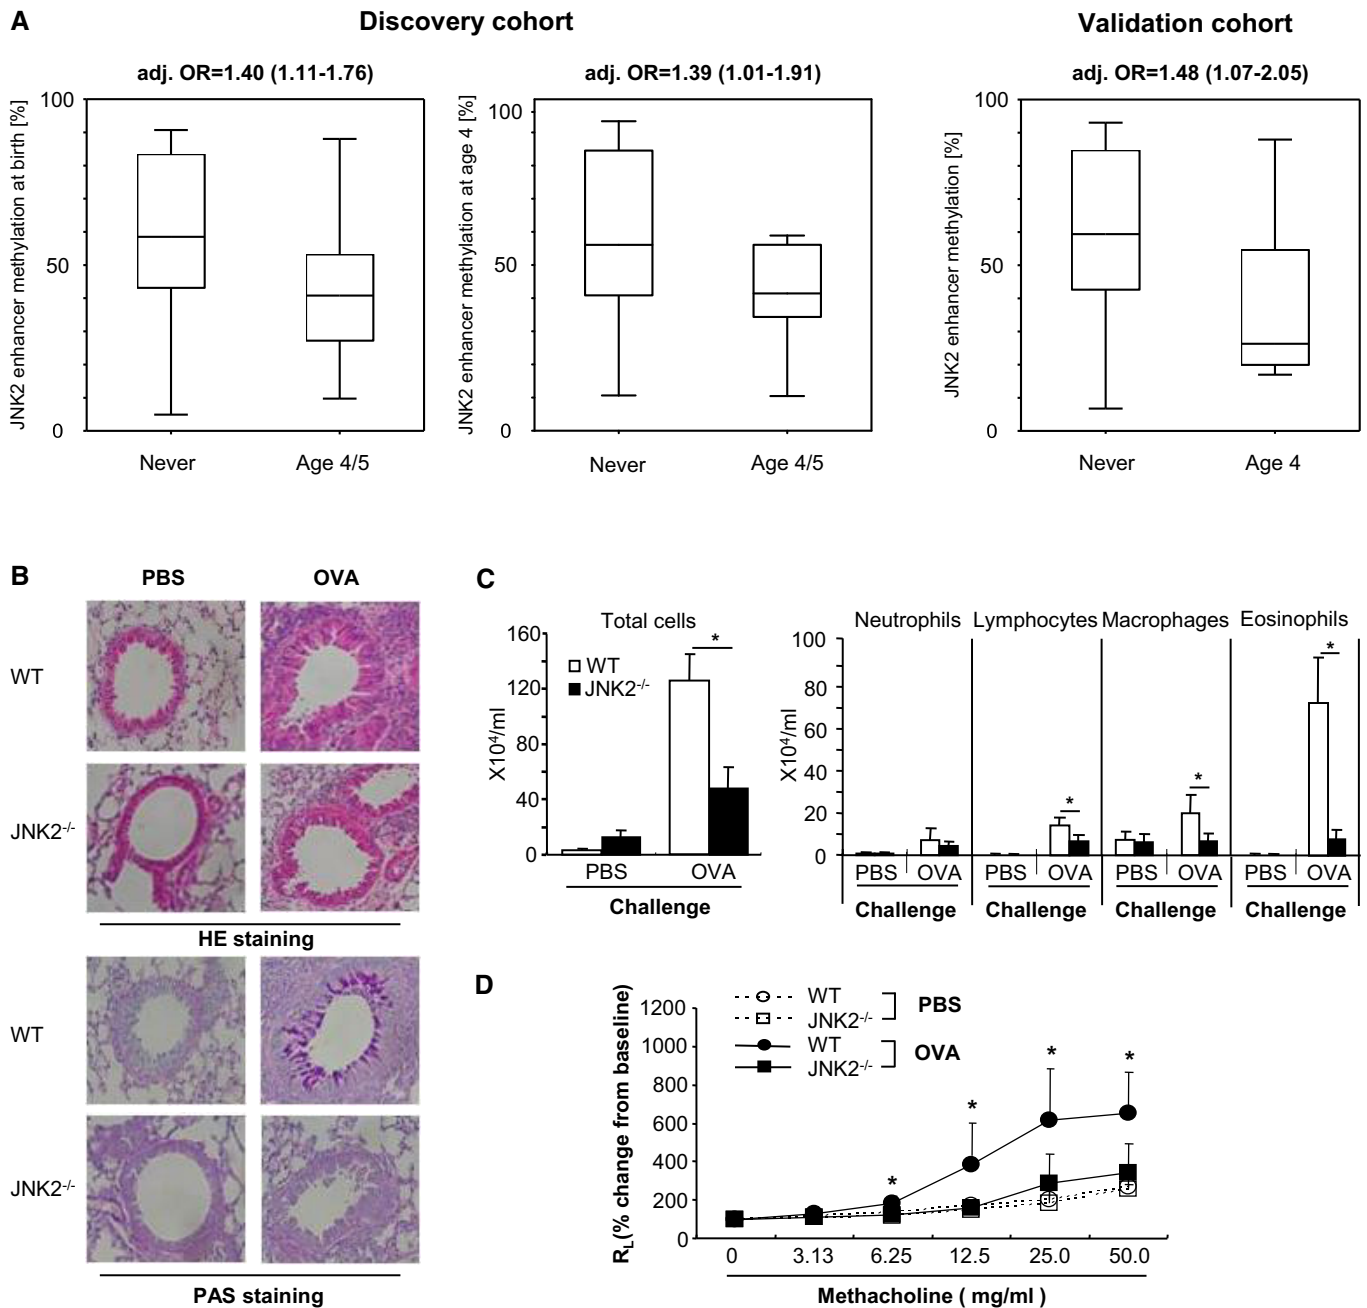 A
Discovery cohort
Validation cohort
adj. OR=1.40 (1.11-1.76)
adj. OR=1.39 (1.01-1.91)
adj. OR=1.48 (1.07-2.05)
JNK2 enhancer methylation at birth [%]
100
50
0
Never
Age 4/5
JNK2 enhancer methylation at age 4 [%]
100
50
0
Never
Age 4/5
JNK2 enhancer methylation [%]
100
50
0
Never
Age 4
B
PBS
OVA
WT
JNK2-/-
HE staining
WT
JNK2-/-
PAS staining
C
Total cells
X10⁴/ml
160
120
80
40
0
WT
JNK2-/-
*
PBS
OVA
Challenge
Neutrophils
Lymphocytes
Macrophages
Eosinophils
X10⁴/ml
100
80
60
40
20
0
*
*
*
PBS OVA
PBS OVA
PBS OVA
PBS OVA
Challenge
Challenge
Challenge
Challenge
D
RL(% change from baseline)
1200
1000
800
600
400
200
0
WT
JNK2-/-
PBS
WT
JNK2-/-
OVA
*
*
*
*
0 3.13 6.25 12.5 25.0 50.0
Methacholine ( mg/ml )